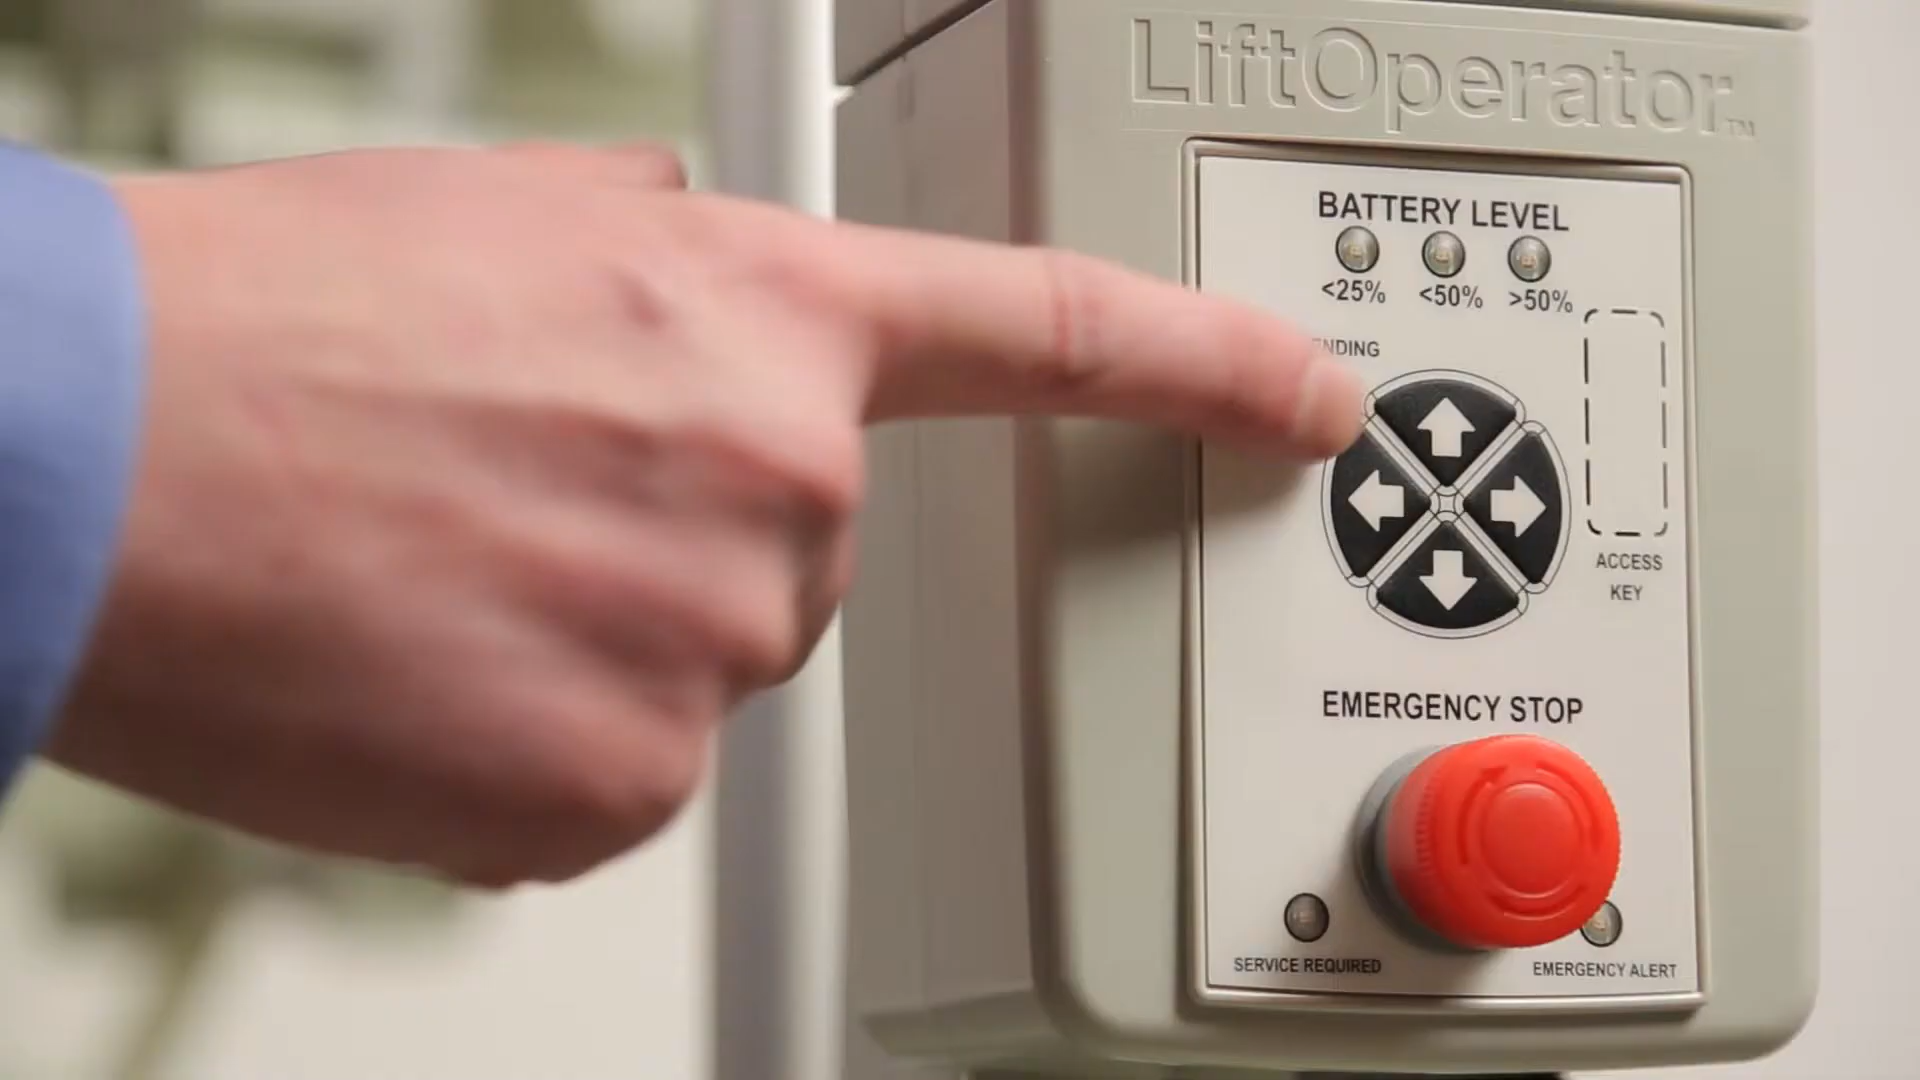 LiftOperator™
BATTERY LEVEL
<25% <50% >50%
ACCESS
KEY
EMERGENCY STOP
SERVICE REQUIRED
EMERGENCY ALERT